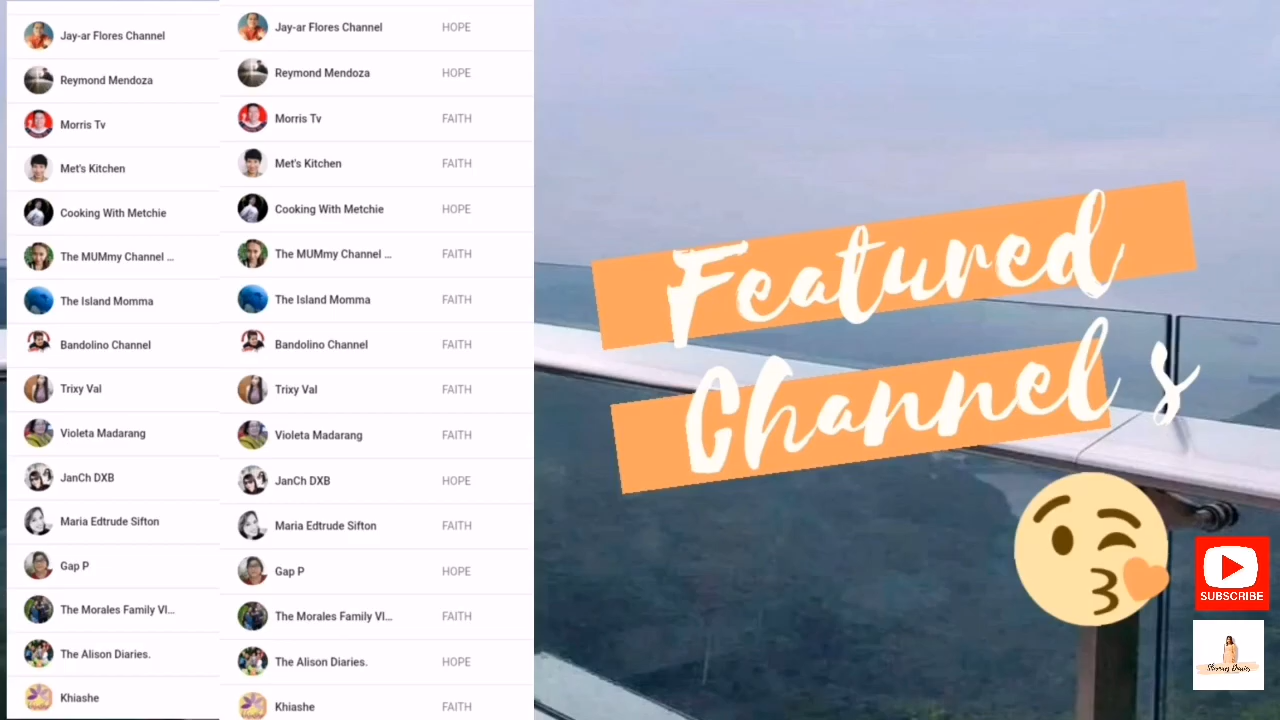 Jay-ar Flores Channel
Reymond Mendoza
Morris Tv
Met's Kitchen
Cooking With Metchie
The MUMmy Channel ...
The Island Momma
Bandolino Channel
Trixy Val
Violeta Madarang
JanCh DXB
Maria Edtrude Sifton
Gap P
The Morales Family Vl...
The Alison Diaries.
Khiashe
Jay-ar Flores Channel HOPE
Reymond Mendoza HOPE
Morris Tv FAITH
Met's Kitchen FAITH
Cooking With Metchie HOPE
The MUMmy Channel ... FAITH
The Island Momma FAITH
Bandolino Channel FAITH
Trixy Val FAITH
Violeta Madarang FAITH
JanCh DXB HOPE
Maria Edtrude Sifton FAITH
Gap P HOPE
The Morales Family Vl... FAITH
The Alison Diaries. HOPE
Khiashe FAITH
Featured
Channel s
SUBSCRIBE